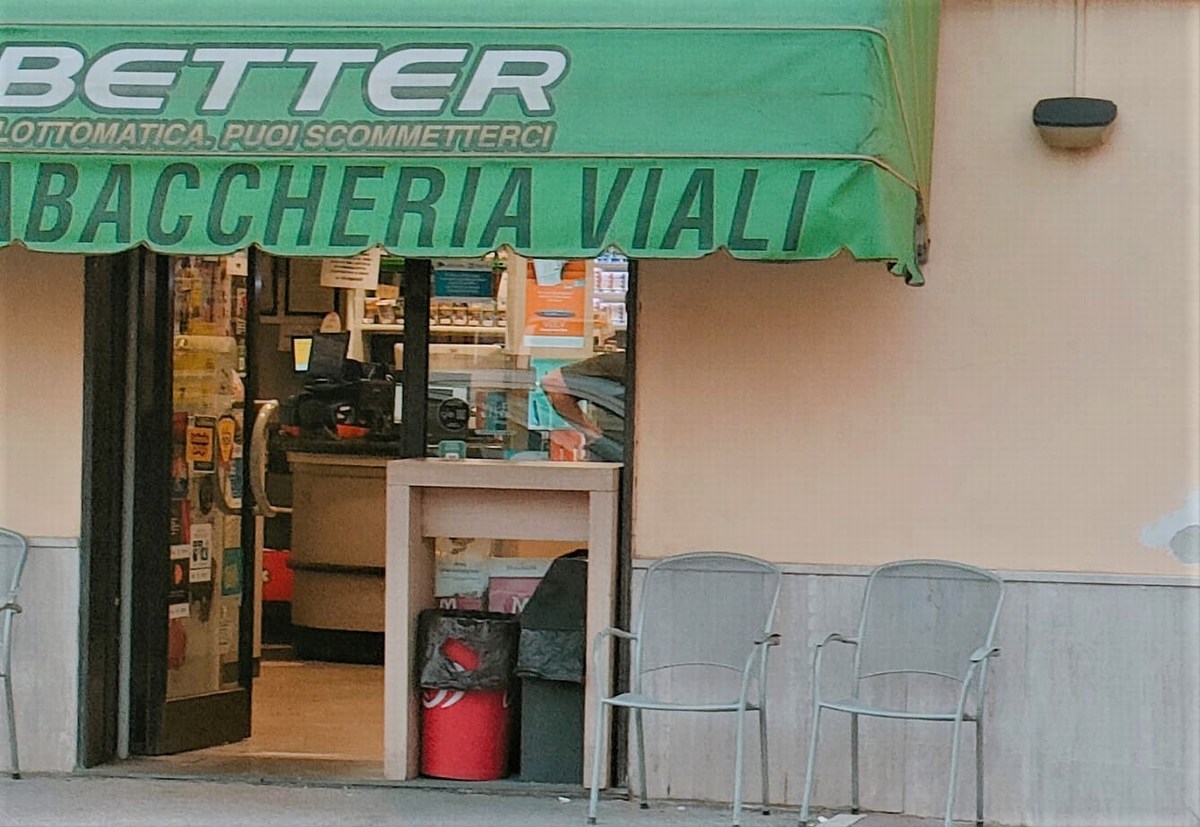 BETTER
LOTTOMATICA. PUOI SCOMMETTERCI
ABACCHERIA VIALI